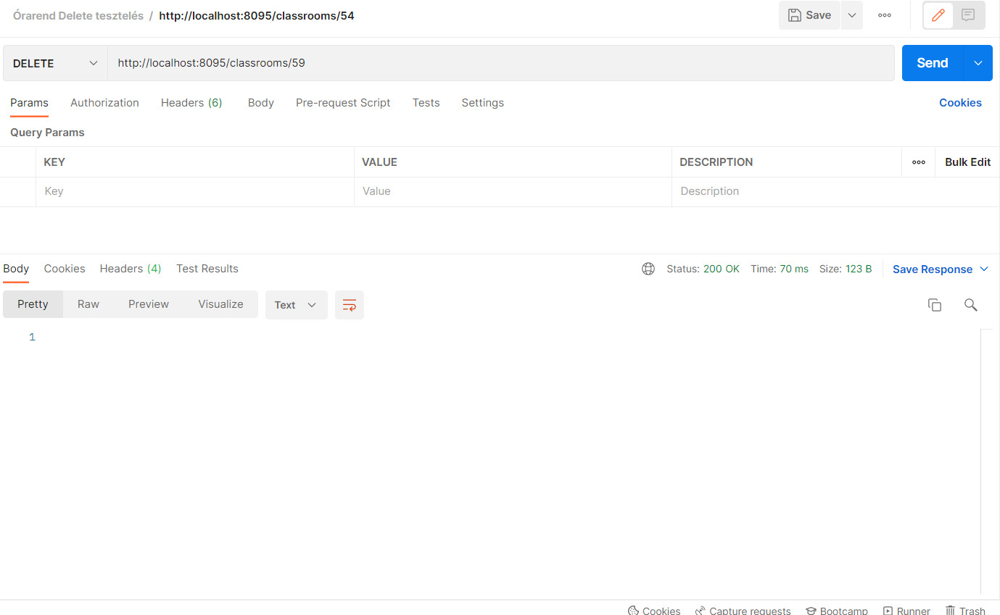 Órarend Delete tesztelés / http://localhost:8095/classrooms/54 Save
DELETE http://localhost:8095/classrooms/59 Send
Params Authorization Headers (6) Body Pre-request Script Tests Settings Cookies
Query Params
KEY VALUE DESCRIPTION Bulk Edit
Key Value Description
Body Cookies Headers (4) Test Results Status: 200 OK Time: 70 ms Size: 123 B Save Response
Pretty Raw Preview Visualize Text
1
Cookies Capture requests Bootcamp Runner Trash